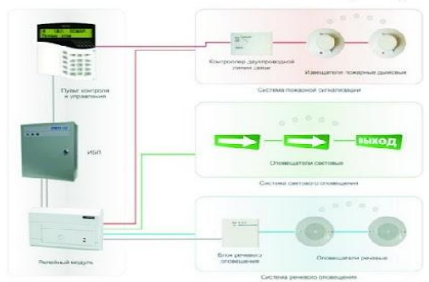 Контроллер двухпроводной
линии связи
Извещатели пожарные дымовые
Пульт контроля
и управления
Система пожарной сигнализации
ИБП
ВЫХОД
Оповещатели световые
Система светового оповещения
Релейный модуль
Блок речевого
оповещения
Оповещатели речевые
Система речевого оповещения